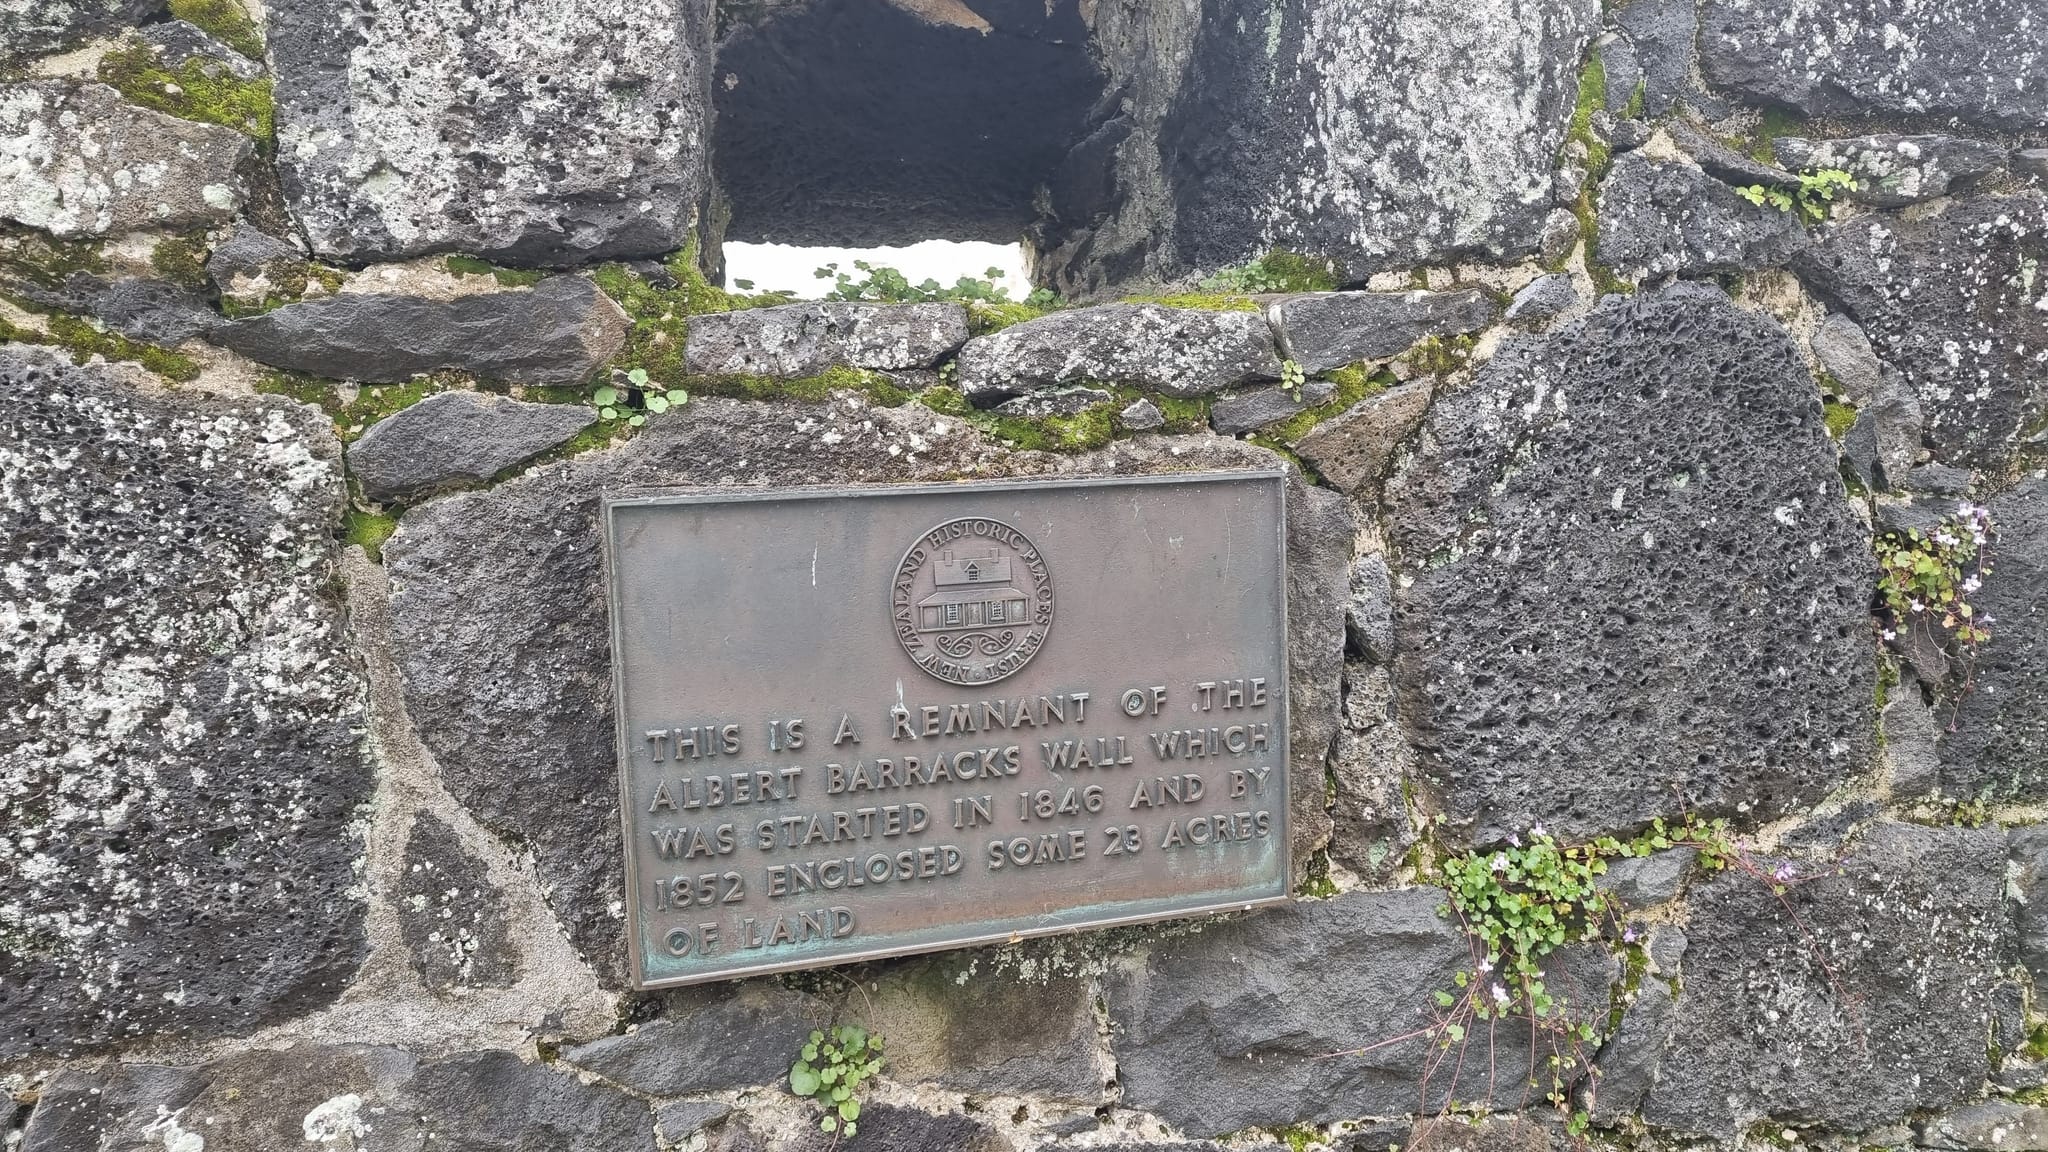 NEW ZEALAND HISTORIC PLACES TRUST
THIS IS A REMNANT OF THE
ALBERT BARRACKS WALL WHICH
WAS STARTED IN 1846 AND BY
1852 ENCLOSED SOME 23 ACRES
OF LAND